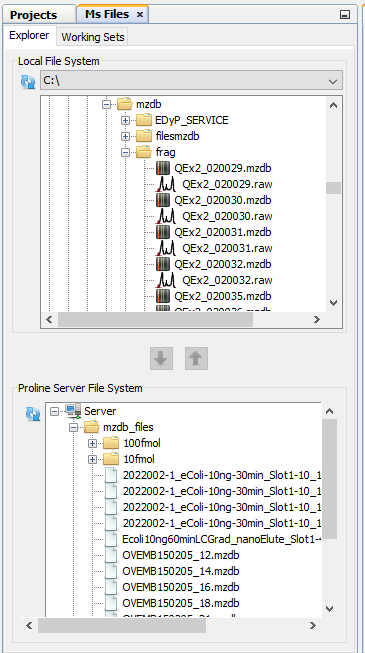 Projects Ms Files ×
Explorer Working Sets
Local File System
C:\
mzdb
EDyP_SERVICE
filesmzdb
frag
QEx2_020029.mzdb
QEx2_020029.raw
QEx2_020030.mzdb
QEx2_020030.raw
QEx2_020031.mzdb
QEx2_020031.raw
QEx2_020032.mzdb
QEx2_020032.raw
QEx2_020035.mzdb
Proline Server File System
Server
mzdb_files
100fmol
10fmol
2022002-1_eColi-10ng-30min_Slot1-10_1
2022002-1_eColi-10ng-30min_Slot1-10_1
2022002-1_eColi-10ng-30min_Slot1-10_1
2022002-1_eColi-10ng-30min_Slot1-10_1
Ecoli10ng60minLCGrad_nanoElute_Slot1-
OVEMB150205_12.mzdb
OVEMB150205_14.mzdb
OVEMB150205_16.mzdb
OVEMB150205_18.mzdb